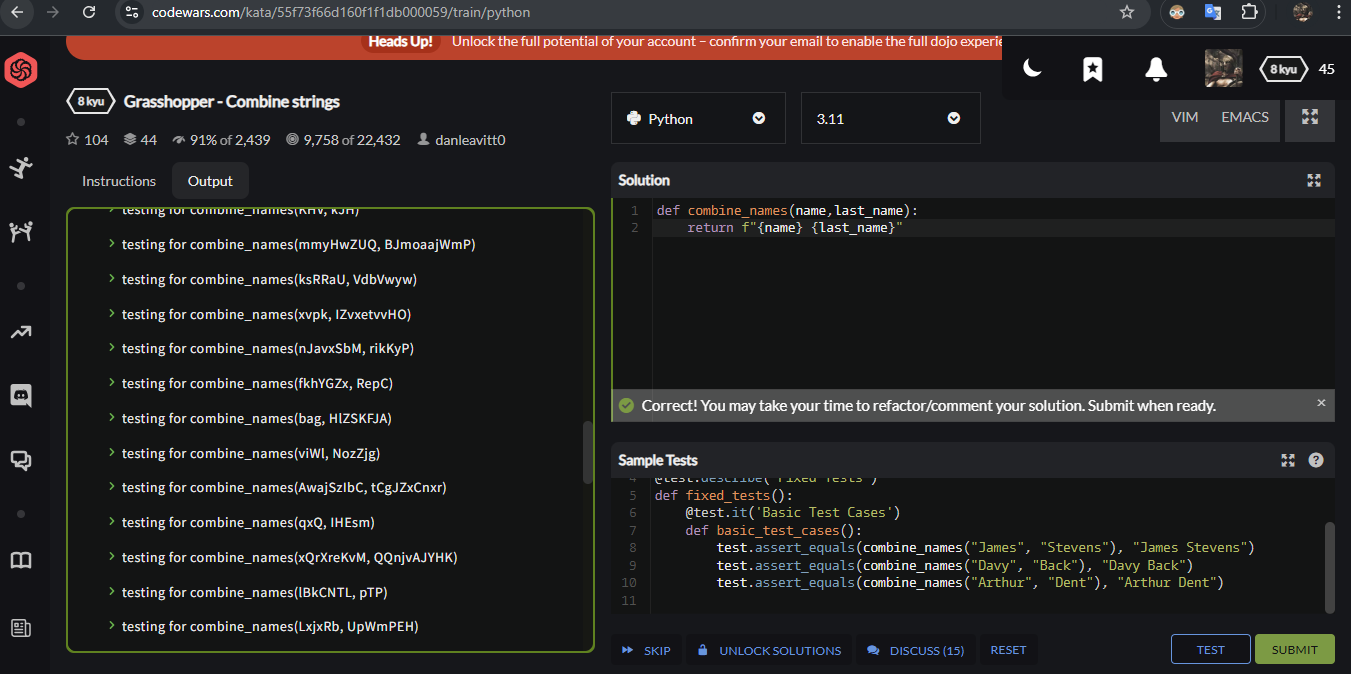 codewars.com/kata/55f73f66d160f1f1db000059/train/python
Heads Up! Unlock the full potential of your account – confirm your email to enable the full dojo experie
8 kyu 45
8 kyu Grasshopper - Combine strings
104 44 91% of 2,439 9,758 of 22,432 danleavitt0
Python 3.11 VIM EMACS
Instructions Output
testing for combine_names(RHV, kJH)
testing for combine_names(mmyHwZUQ, BJmoaajWmP)
testing for combine_names(ksRRaU, VdbVwyw)
testing for combine_names(xvpk, IZvxetvvHO)
testing for combine_names(nJavxSbM, rikKyP)
testing for combine_names(fkhYGZx, RepC)
testing for combine_names(bag, HlZSKFJA)
testing for combine_names(viWl, NozZjg)
testing for combine_names(AwajSzIbC, tCgJZxCnxr)
testing for combine_names(qxQ, IHEsm)
testing for combine_names(xQrXreKvM, QQnjvAJYHK)
testing for combine_names(lBkCNTL, pTP)
testing for combine_names(LxjxRb, UpWmPEH)
Solution
1 def combine_names(name,last_name):
2 return f"{name} {last_name}"
Correct! You may take your time to refactor/comment your solution. Submit when ready. ×
Sample Tests ?
4 @test.describe('Fixed Tests')
5 def fixed_tests():
6 @test.it('Basic Test Cases')
7 def basic_test_cases():
8 test.assert_equals(combine_names("James", "Stevens"), "James Stevens")
9 test.assert_equals(combine_names("Davy", "Back"), "Davy Back")
10 test.assert_equals(combine_names("Arthur", "Dent"), "Arthur Dent")
11
SKIP UNLOCK SOLUTIONS DISCUSS (15) RESET TEST SUBMIT